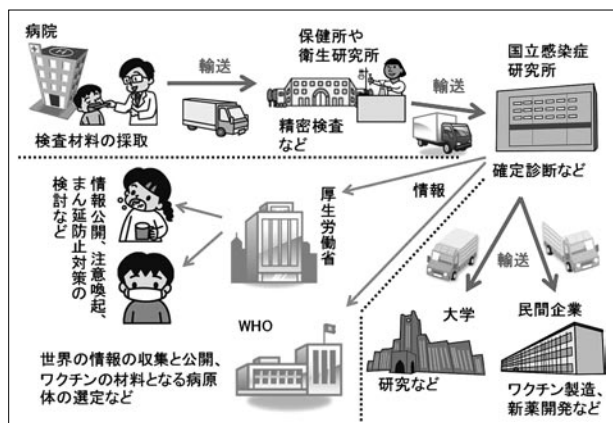 病院
検査材料の採取
輸送
保健所や
衛生研究所
精密検査
など
輸送
国立感染症
研究所
確定診断など
情報
厚生労働省
情報公開、注意喚起、
まん延防止対策の
検討など
WHO
世界の情報の収集と公開、
ワクチンの材料となる病原
体の選定など
輸送
大学
研究など
民間企業
ワクチン製造、
新薬開発など